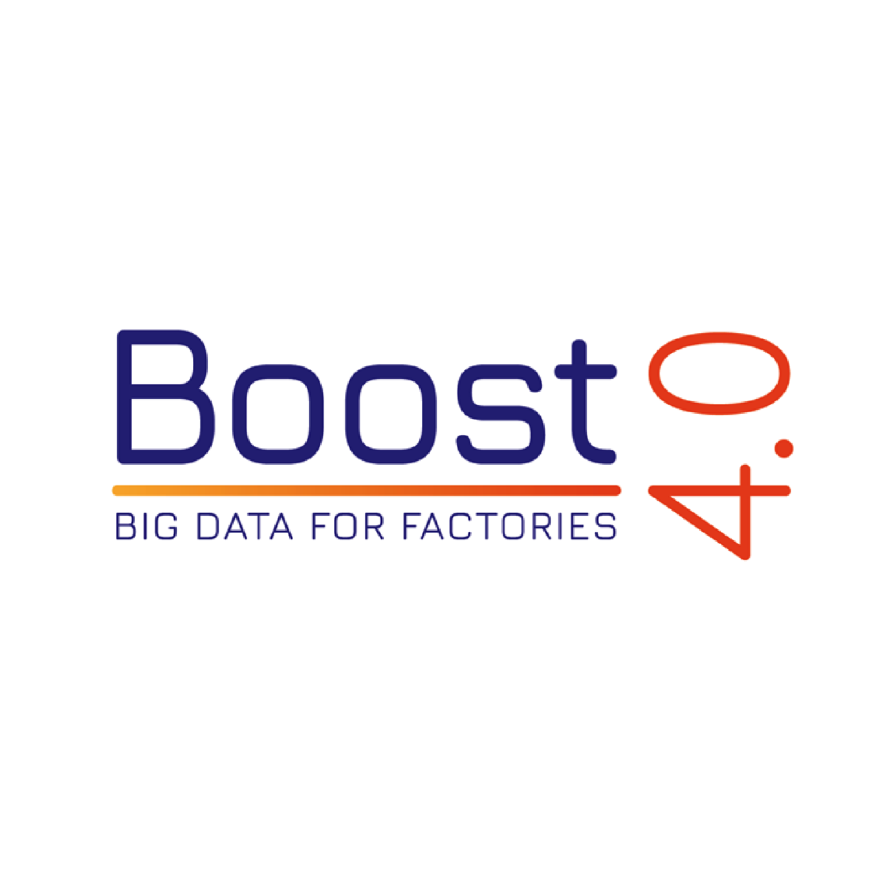 Boost
4.0
BIG DATA FOR FACTORIES